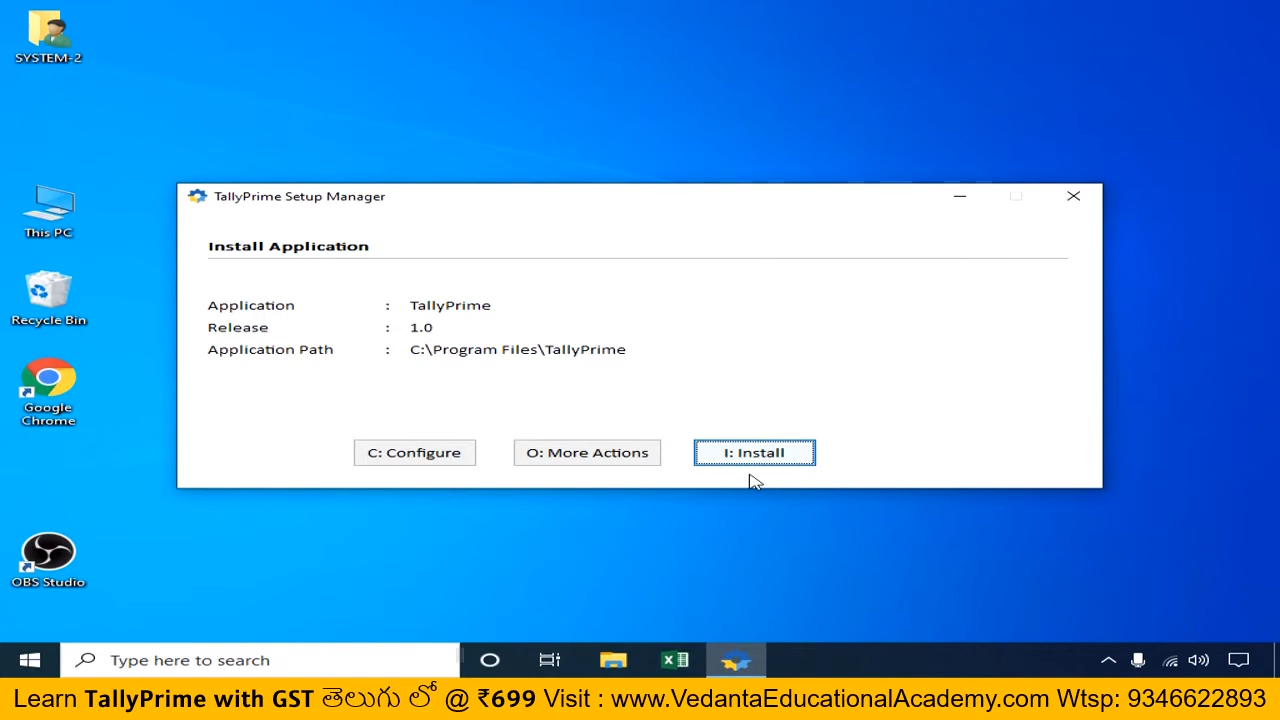 SYSTEM-2
TallyPrime Setup Manager
Install Application
Application : TallyPrime
Release : 1.0
Application Path : C:\Program Files\TallyPrime
C: Configure
O: More Actions
I: Install
This PC
Recycle Bin
Google
Chrome
OBS Studio
Type here to search
Learn TallyPrime with GST తెలుగు లో @ ₹699 Visit : www.VedantaEducationalAcademy.com Wtsp: 9346622893